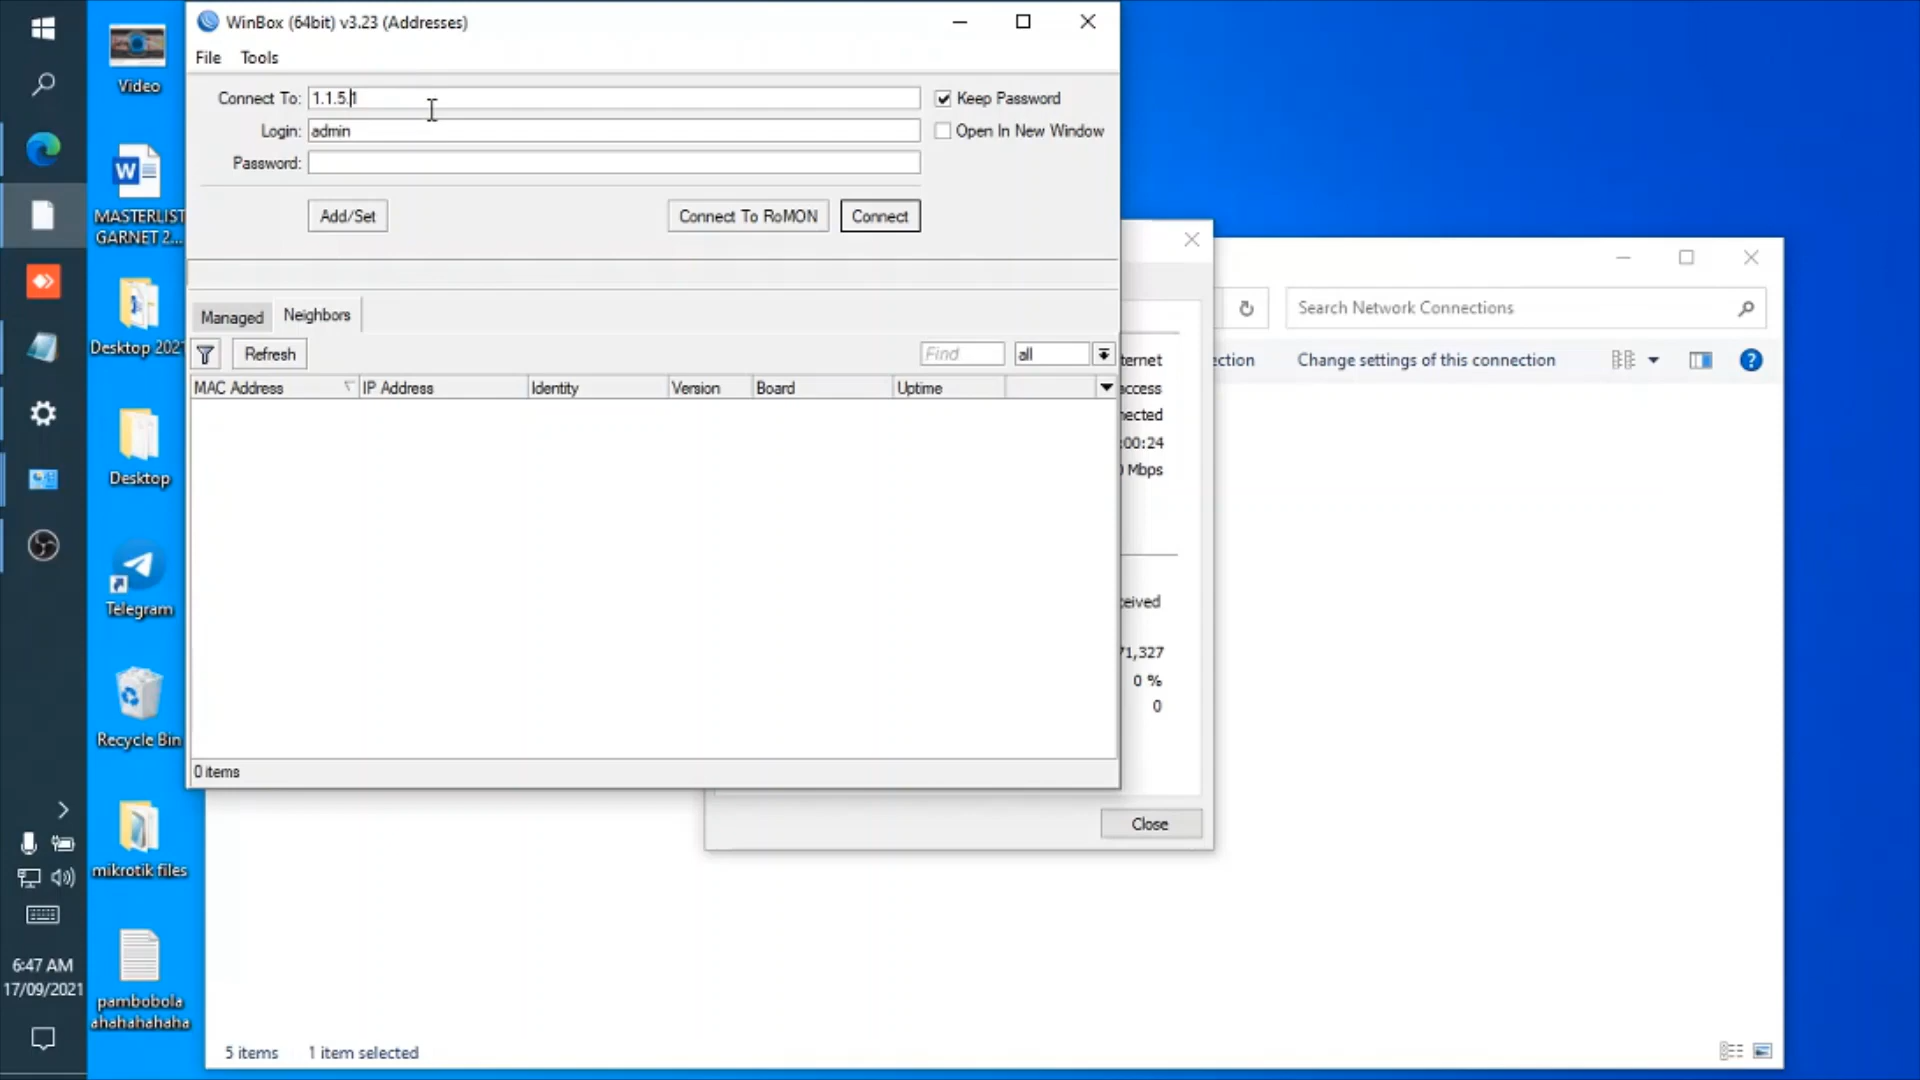 WinBox (64bit) v3.23 (Addresses)
File Tools
Connect To: 1.1.5.1
Keep Password
Login: admin
Open In New Window
Password:
Add/Set
Connect To RoMON
Connect
Managed
Neighbors
Refresh
Find
all
MAC Address
IP Address
Identity
Version
Board
Uptime
0 items
Video
W
MASTERLIST
GARNET 2...
Desktop 202
Desktop
Telegram
Recycle Bin
mikrotik files
pambobola
ahahahahaha
6:47 AM
17/09/2021
ternet
access
nected
:00:24
Mbps
ceived
71,327
0 %
0
Close
Search Network Connections
ction
Change settings of this connection
?
5 items
1 item selected